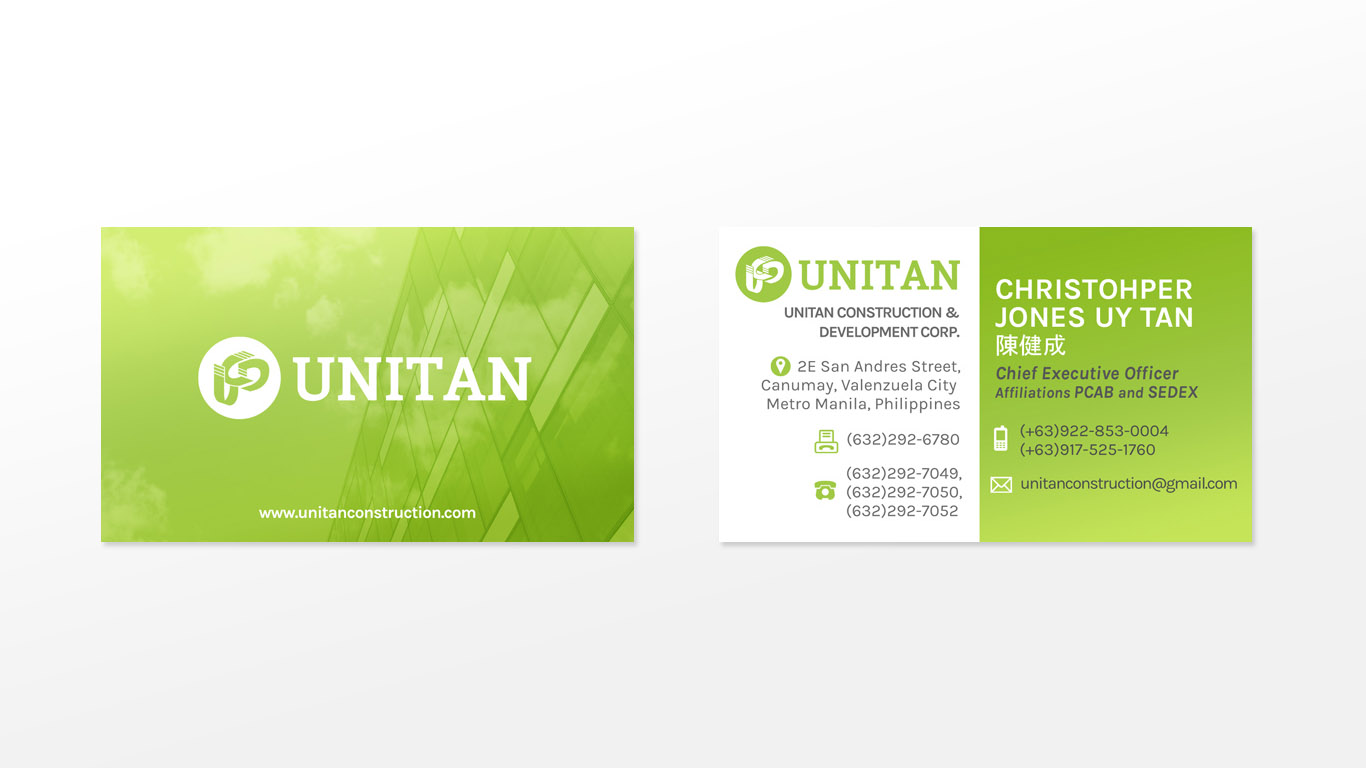 UNITAN
www.unitanconstruction.com
UNITAN
UNITAN CONSTRUCTION &
DEVELOPMENT CORP.
2E San Andres Street,
Canumay, Valenzuela City
Metro Manila, Philippines
(632)292-6780
(632)292-7049,
(632)292-7050,
(632)292-7052
CHRISTOHPER
JONES UY TAN
陳健成
Chief Executive Officer
Affiliations PCAB and SEDEX
(+63)922-853-0004
(+63)917-525-1760
unitanconstruction@gmail.com